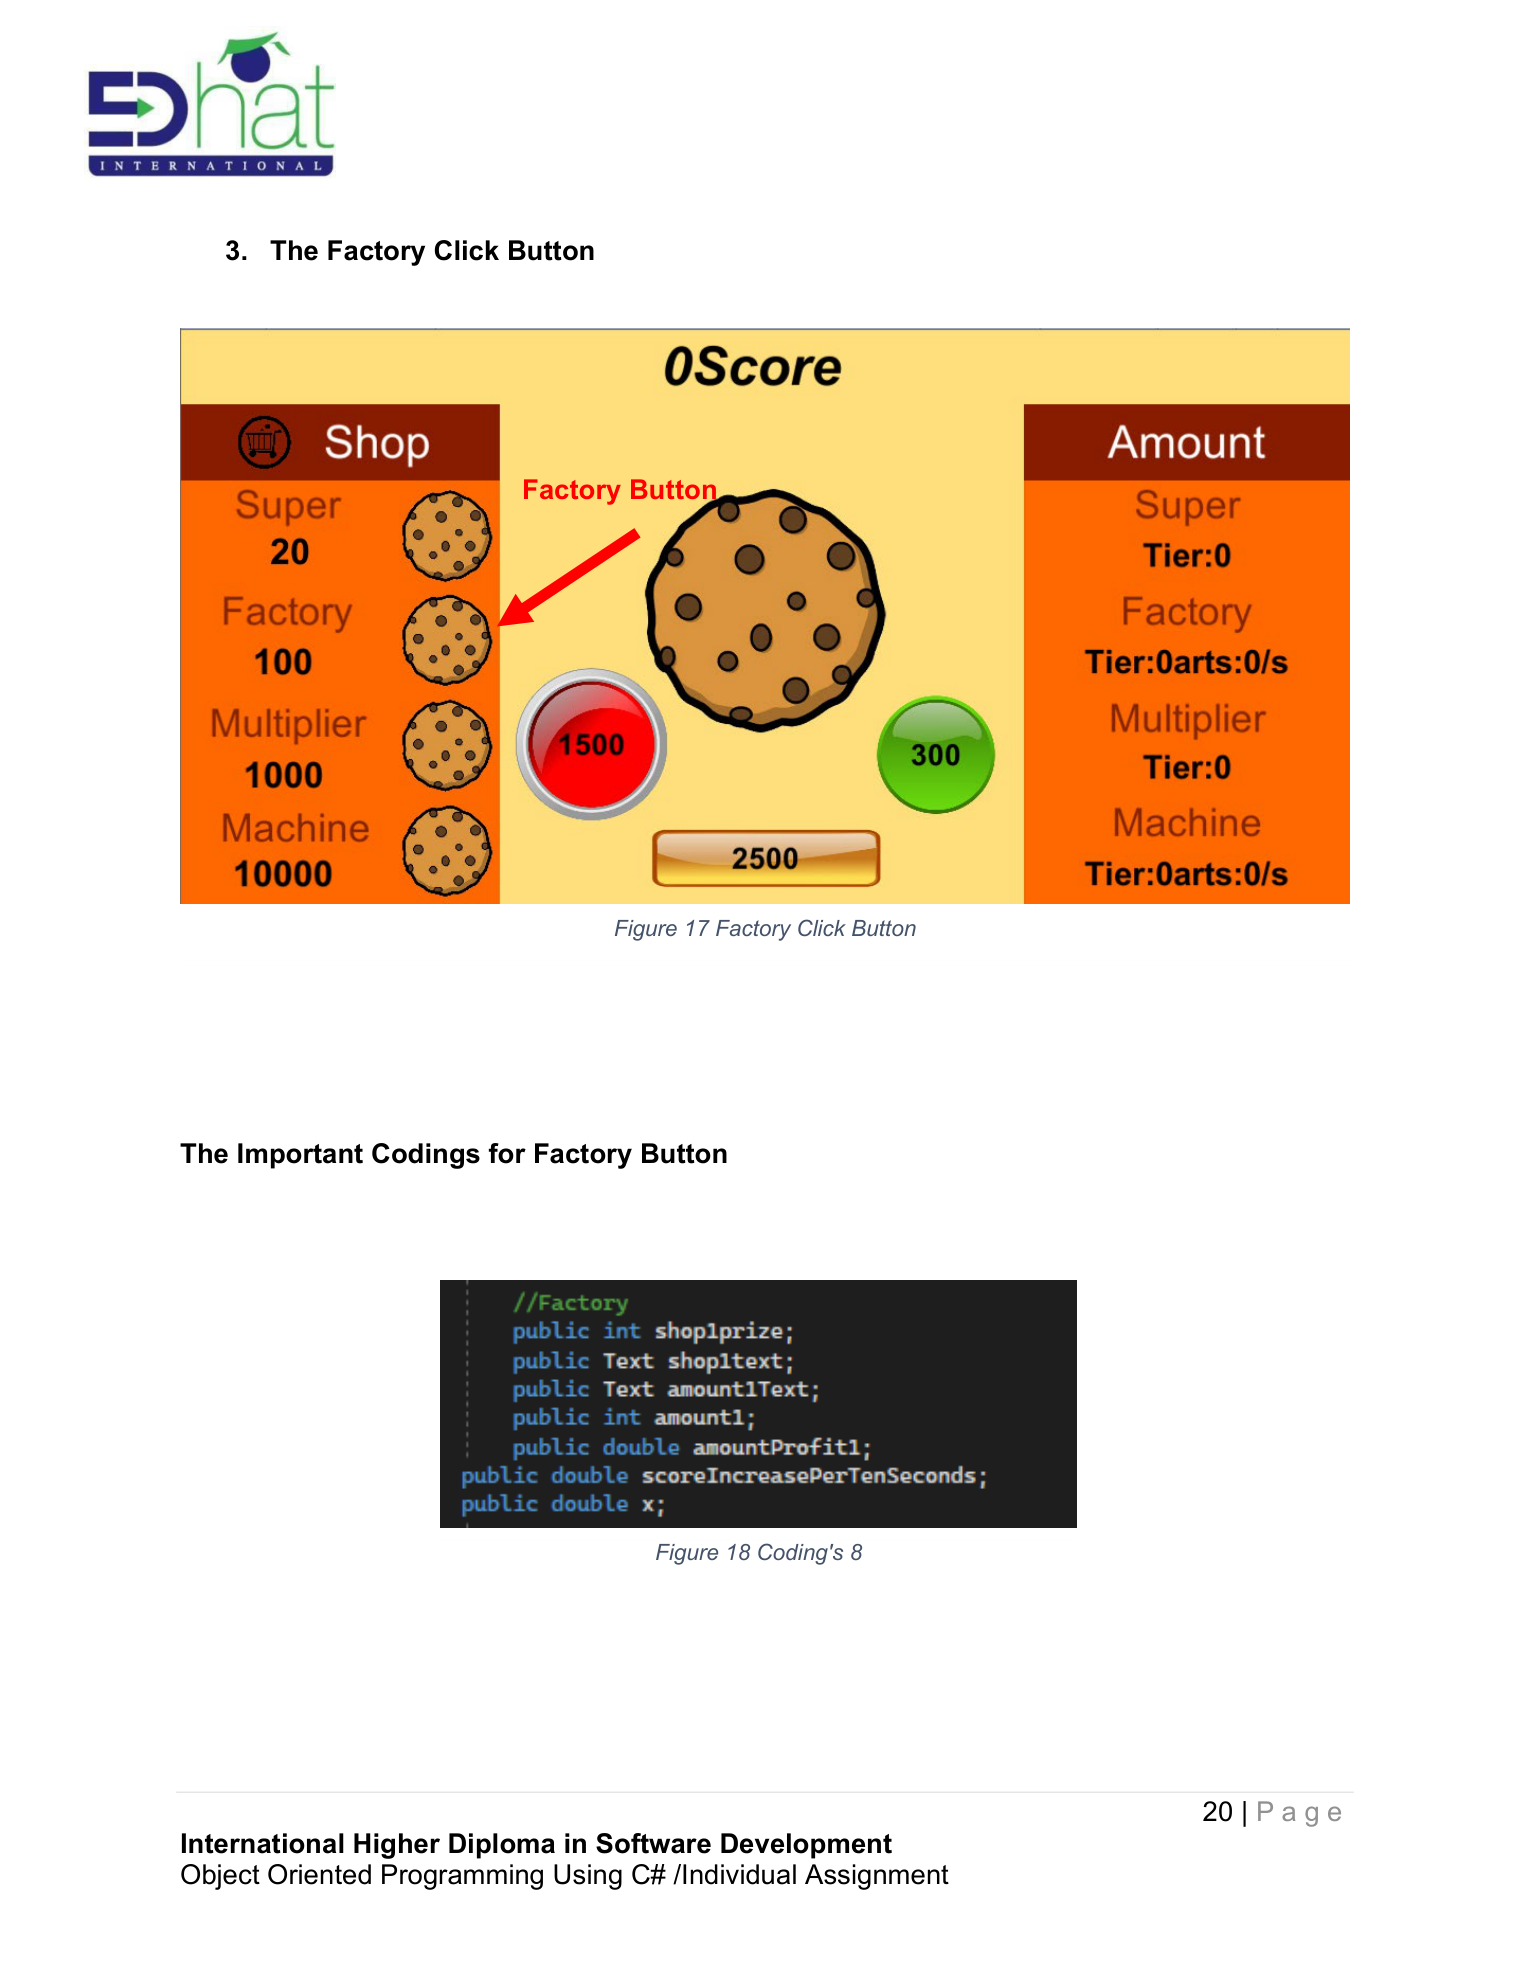 EDhat
INTERNATIONAL
3. The Factory Click Button
0Score
Shop
Amount
Factory Button
Super
20
Factory
100
Multiplier
1000
Machine
10000
1500
300
2500
Super
Tier:0
Factory
Tier:0arts:0/s
Multiplier
Tier:0
Machine
Tier:0arts:0/s
Figure 17 Factory Click Button
The Important Codings for Factory Button
//Factory
public int shop1prize;
public Text shop1text;
public Text amount1Text;
public int amount1;
public double amountProfit1;
public double scoreIncreasePerTenSeconds;
public double x;
Figure 18 Coding's 8
20 | Page
International Higher Diploma in Software Development
Object Oriented Programming Using C# /Individual Assignment